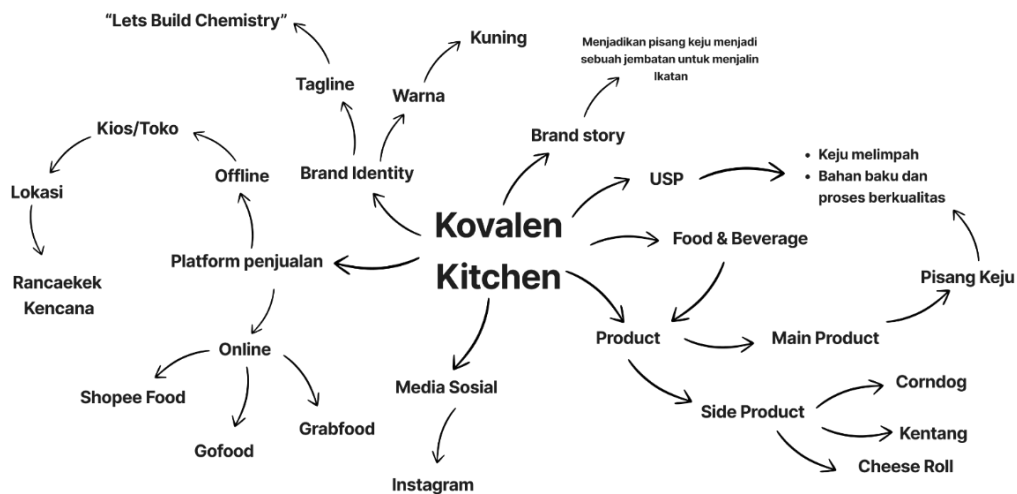 “Lets Build Chemistry”
Kuning
Menjadikan pisang keju menjadi
sebuah jembatan untuk menjalin
Ikatan
Tagline
Warna
Kios/Toko
Brand story
Offline
Brand Identity
USP
• Keju melimpah
• Bahan baku dan
proses berkualitas
Lokasi
Kovalen
Kitchen
Food & Beverage
Platform penjualan
Rancaekek
Kencana
Pisang Keju
Product
Main Product
Online
Media Sosial
Shopee Food
Side Product
Corndog
Grabfood
Gofood
Kentang
Cheese Roll
Instagram